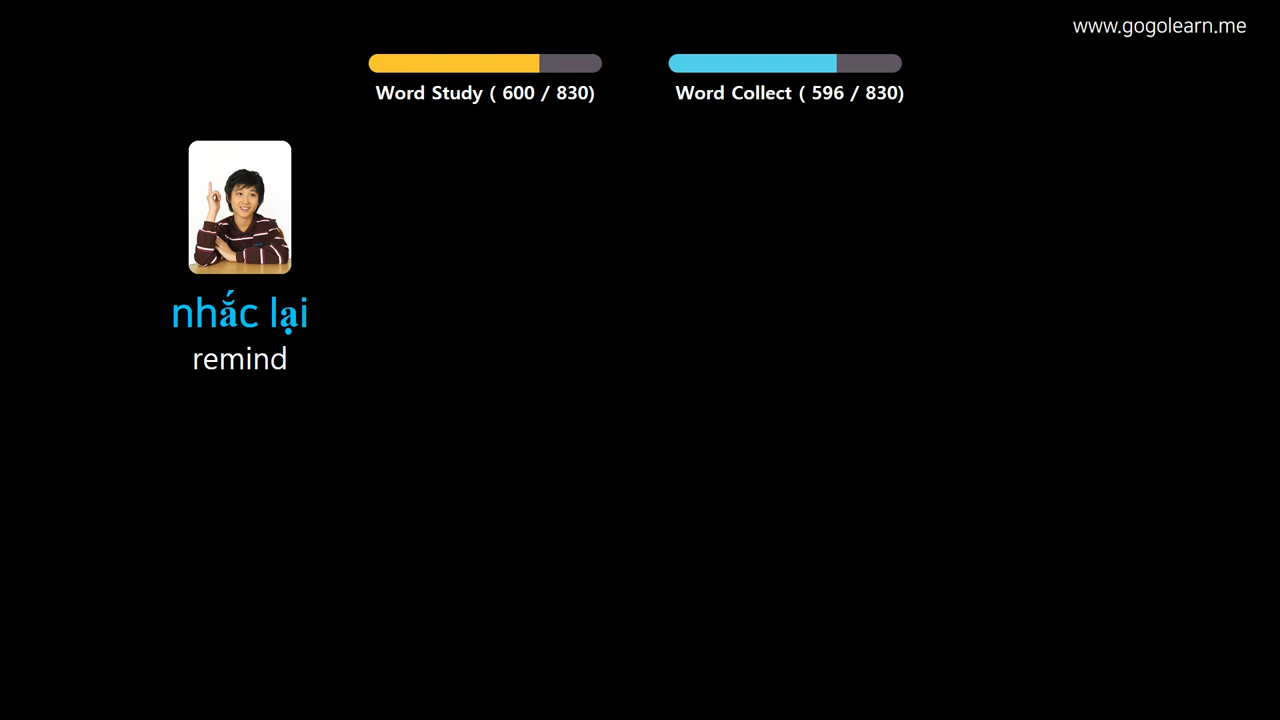 www.gogolearn.me
Word Study ( 600 / 830)
Word Collect ( 596 / 830)
nhắc lại
remind